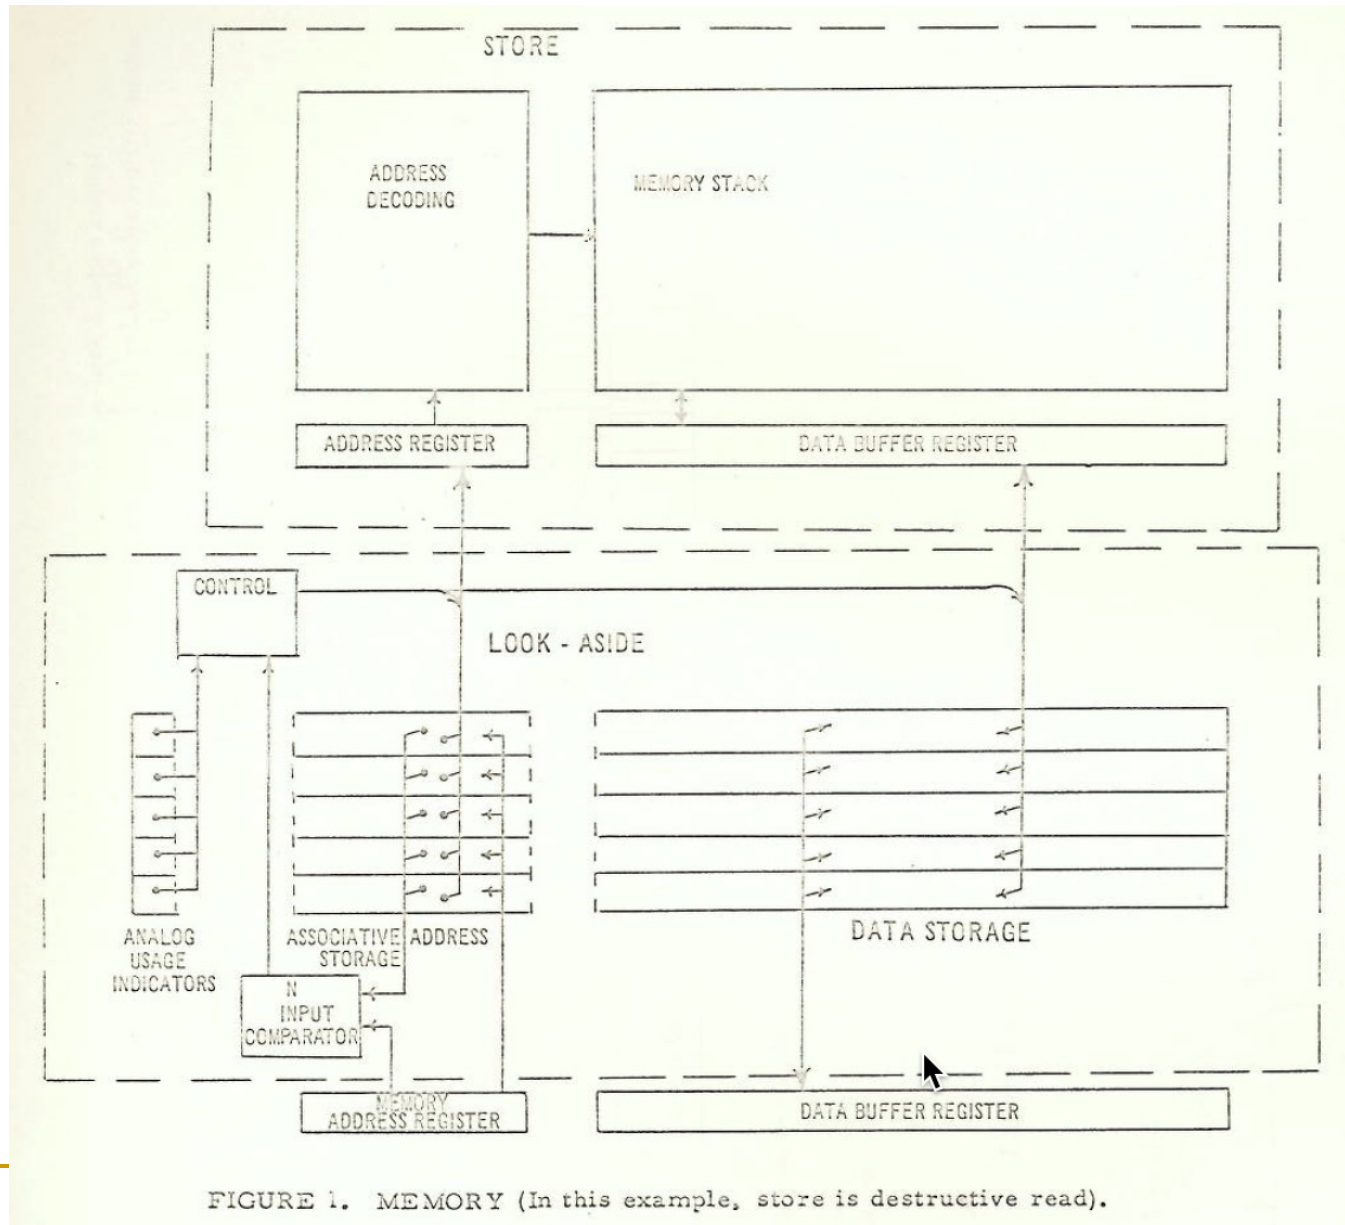 STORE
ADDRESS
DECODING
MEMORY STACK
ADDRESS REGISTER
DATA BUFFER REGISTER
CONTROL
LOOK - ASIDE
ANALOG
USAGE
INDICATORS
ASSOCIATIVE ADDRESS
STORAGE
DATA STORAGE
N
INPUT
COMPARATOR
MEMORY
ADDRESS REGISTER
DATA BUFFER REGISTER
FIGURE 1. MEMORY (In this example, store is destructive read).